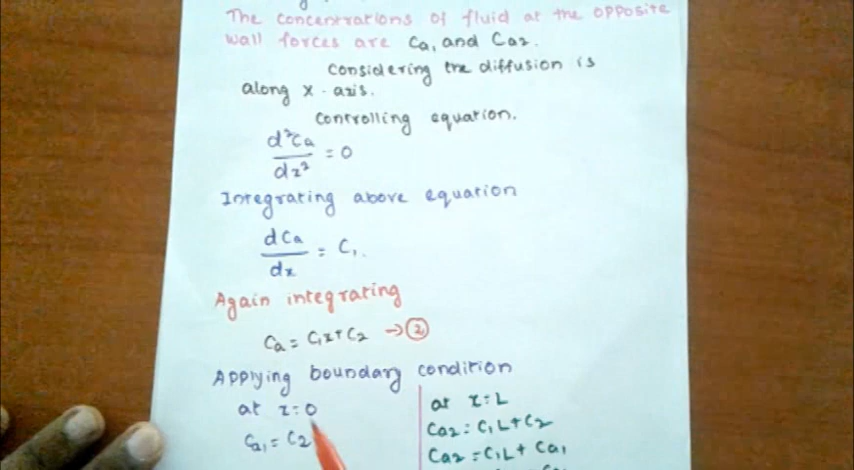 The concentrations of fluid at the opposite
wall forces are Ca₁ and Ca₂.
Considering the diffusion is
along x-axis.
Controlling equation.
d²Ca/dx² = 0
Integrating above equation
dCa/dx = C₁.
Again integrating
Ca = C₁x+C₂ → ②
Applying boundary condition
at x=0
Ca₁ = C₂
at x=L
Ca₂ = C₁L+C₂
Ca₂ = C₁L + Ca₁